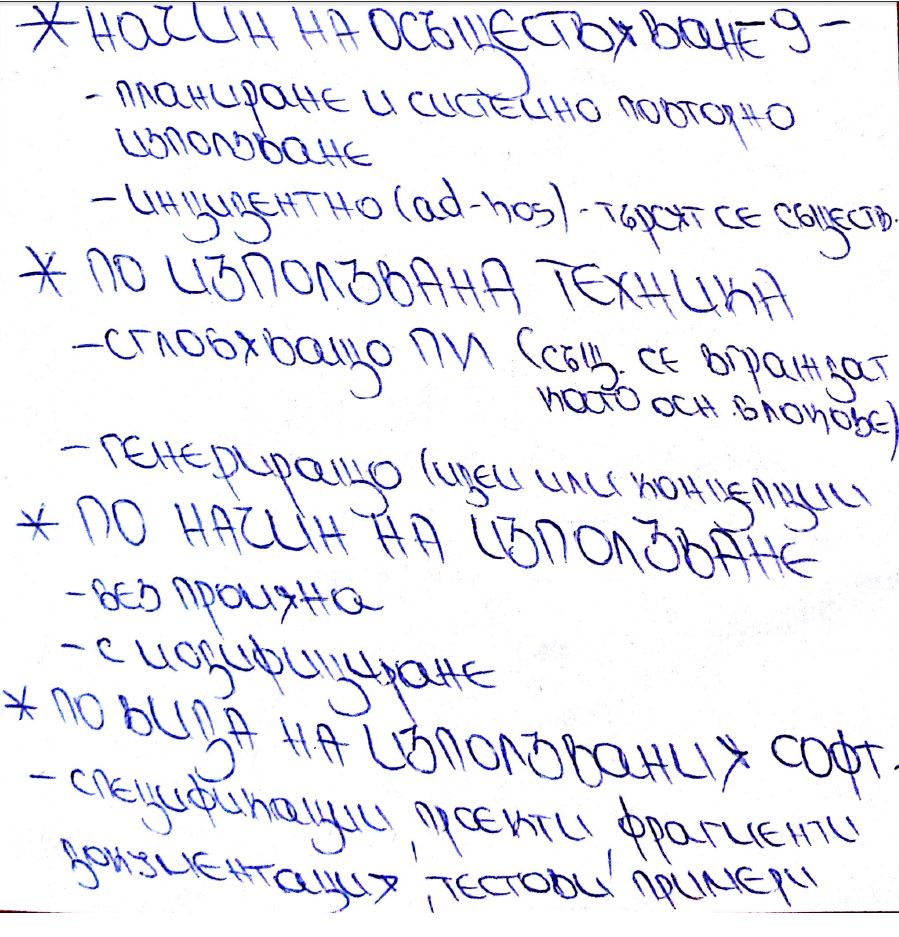 * НАЧИН НА ОСЪЩЕСТВЯВАНЕ -9-
- ПЛАНИРАНЕ И СИСТЕМНО ПОВТОРНО
ИЗПОЛЗВАНЕ
- ИНЦИДЕНТНО (ad-hos) - ТЪРСЯТ СЕ СЪЩЕСТВ.
* ПО ИЗПОЛЗВАНА ТЕХНИКА
- СГЛОБЯВАЩО ПИ (СЪЩ. СЕ ВГРАЖДАТ
КАТО ОСН. БЛОКОВЕ)
- ГЕНЕРИРАЩО (ИДЕИ ИЛИ КОНЦЕПЦИИ
* ПО НАЧИН НА ИЗПОЛЗВАНЕ
- БЕЗ ПРОМЯНА
- С МОДИФИЦИРАНЕ
* ПО ВИДА НА ИЗПОЛЗВАНИЯ СОФТ.
- СПЕЦИФИКАЦИИ, ПРОЕКТИ, ФРАГМЕНТИ
ДОКУМЕНТАЦИЯ, ТЕСТОВИ ПРИМЕРИ